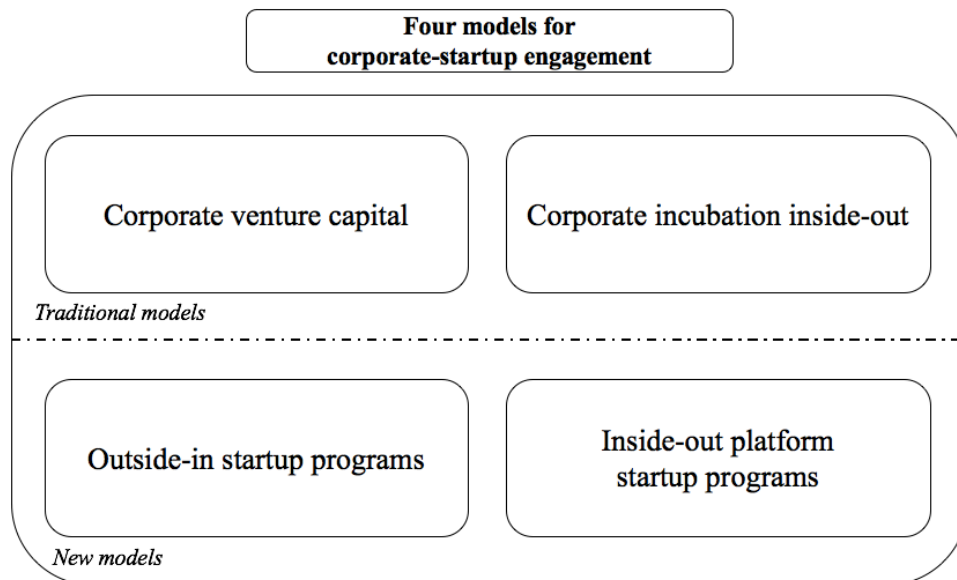 Four models for
corporate-startup engagement
Corporate venture capital
Corporate incubation inside-out
Traditional models
Outside-in startup programs
Inside-out platform
startup programs
New models